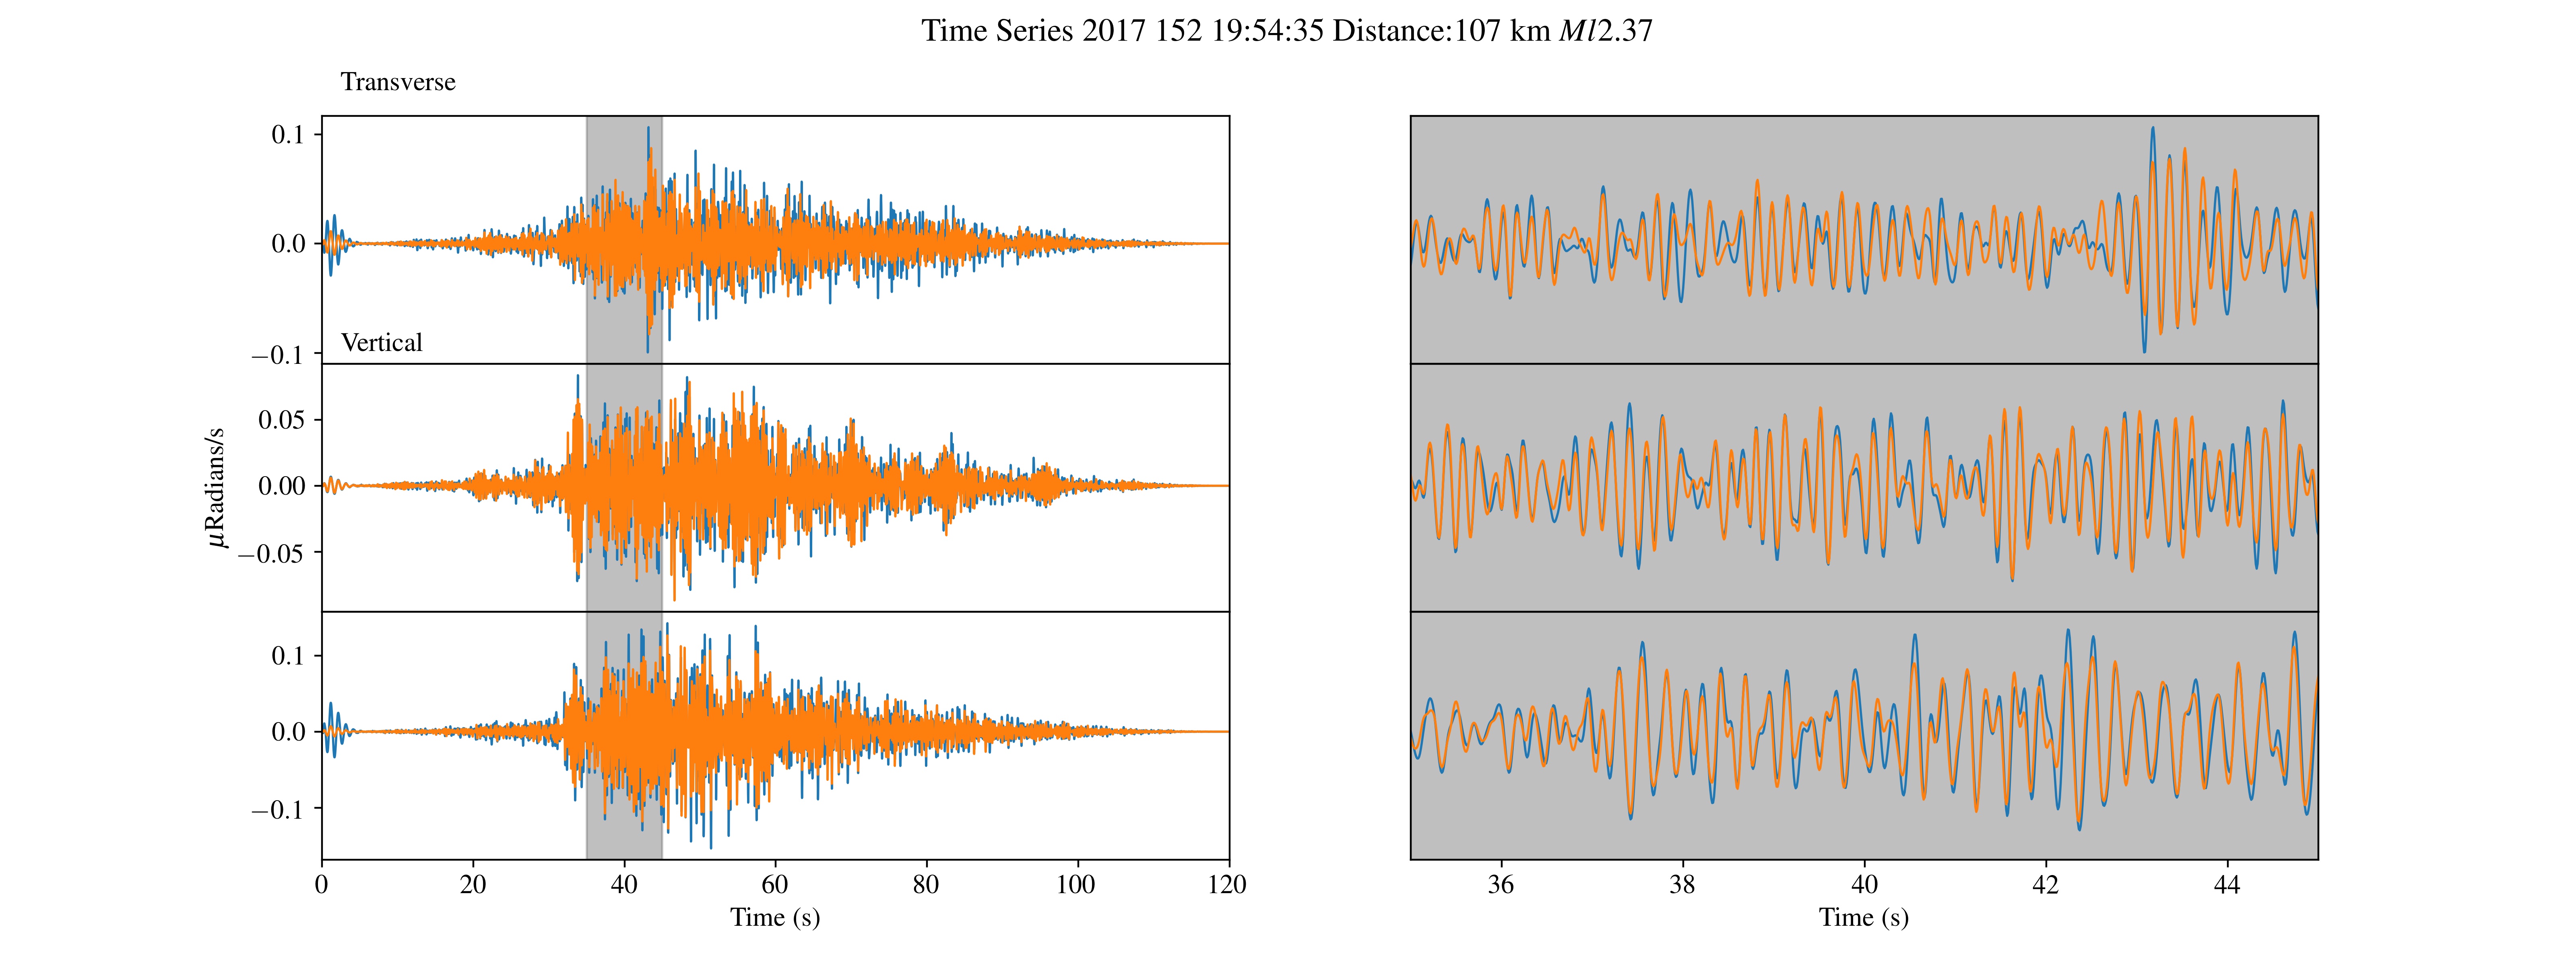 Time Series 2017 152 19:54:35 Distance:107 km Ml2.37
Transverse
0.1
0.0
−0.1
Vertical
0.05
0.00
−0.05
μRadians/s
0.1
0.0
−0.1
0 20 40 60 80 100 120
Time (s)
36 38 40 42 44
Time (s)